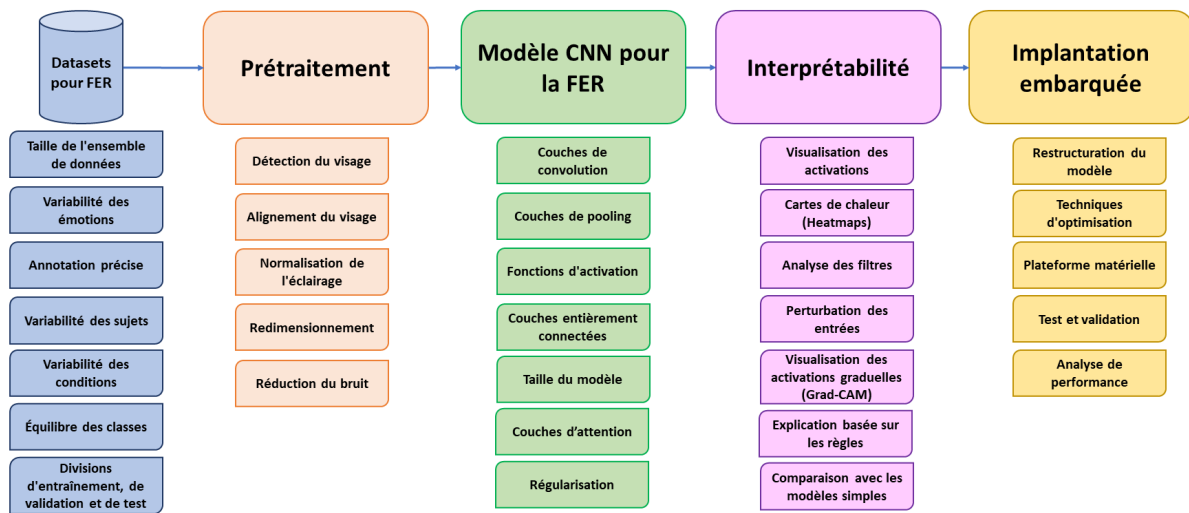 Datasets
pour FER
Prétraitement
Modèle CNN pour
la FER
Interprétabilité
Implantation
embarquée
Taille de l'ensemble
de données
Variabilité des
émotions
Annotation précise
Variabilité des sujets
Variabilité des
conditions
Équilibre des classes
Divisions
d'entraînement, de
validation et de test
Détection du visage
Alignement du visage
Normalisation de
l'éclairage
Redimensionnement
Réduction du bruit
Couches de
convolution
Couches de pooling
Fonctions d'activation
Couches entièrement
connectées
Taille du modèle
Couches d’attention
Régularisation
Visualisation des
activations
Cartes de chaleur
(Heatmaps)
Analyse des filtres
Perturbation des
entrées
Visualisation des
activations graduelles
(Grad-CAM)
Explication basée sur
les règles
Comparaison avec les
modèles simples
Restructuration du
modèle
Techniques
d'optimisation
Plateforme matérielle
Test et validation
Analyse de
performance